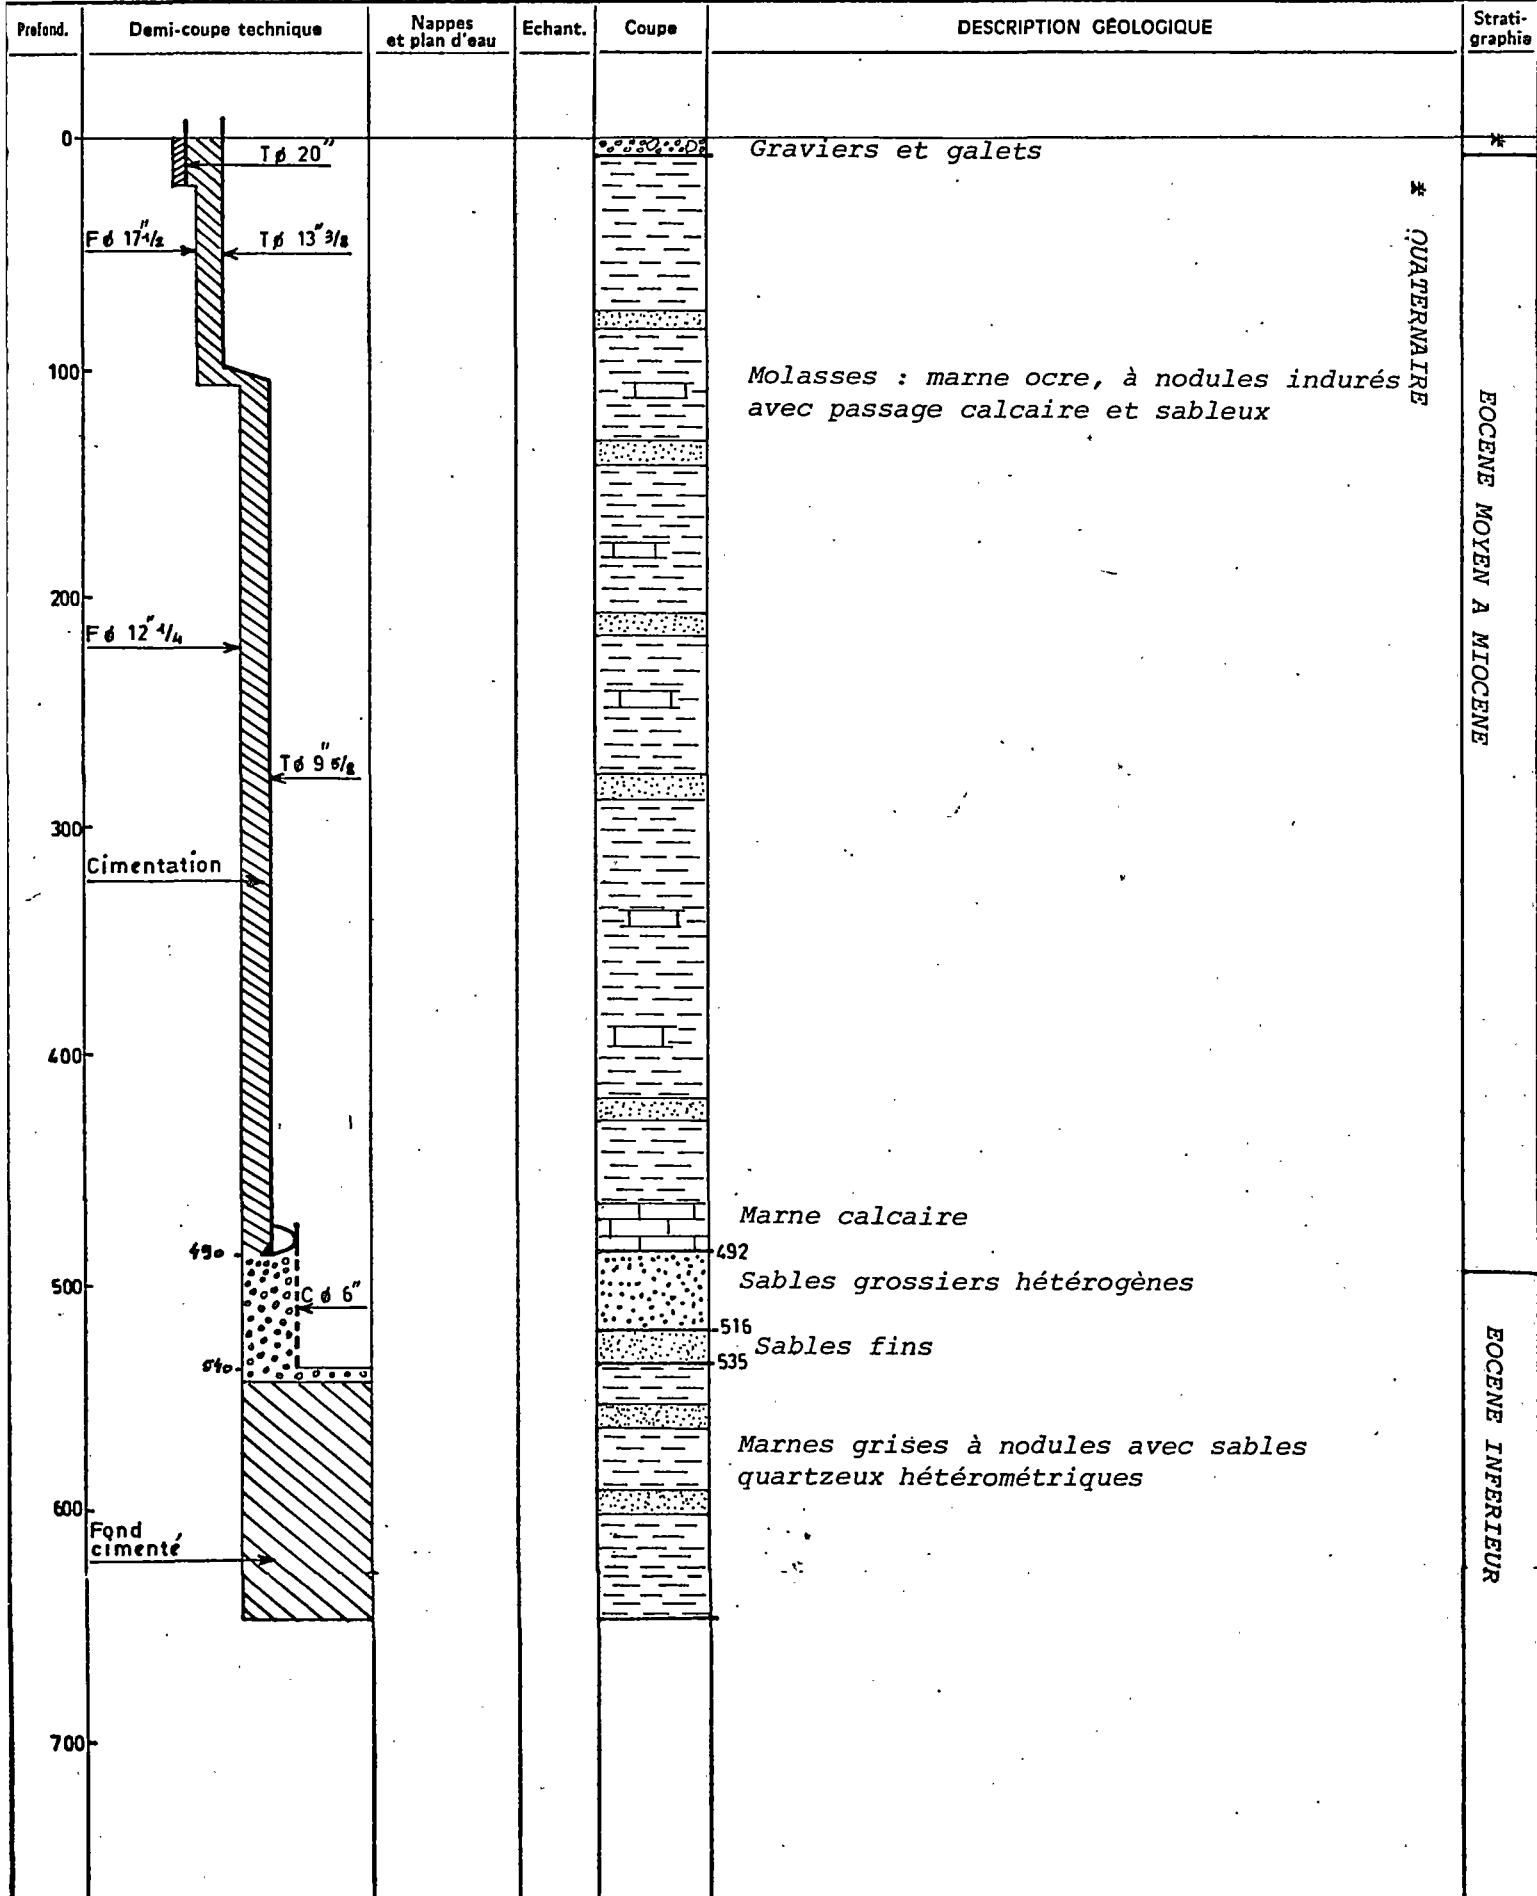 Profond.
Demi-coupe technique
Nappes
et plan d'eau
Echant.
Coupe
DESCRIPTION GÉOLOGIQUE
Strati-
graphie
0
Tø 20"
Graviers et galets
*
* QUATERNAIRE
Fø 17"1/2
Tø 13"3/8
100
Molasses : marne ocre, à nodules indurés
avec passage calcaire et sableux
EOCENE MOYEN A MIOCENE
200
Fø 12"1/4
Tø 9"5/8
300
Cimentation
400
Marne calcaire
490
492
500
Sables grossiers hétérogènes
Cø 6"
516
Sables fins
540
535
EOCENE INFERIEUR
Marnes grises à nodules avec sables
quartzeux hétérométriques
600
Fond
cimenté
700